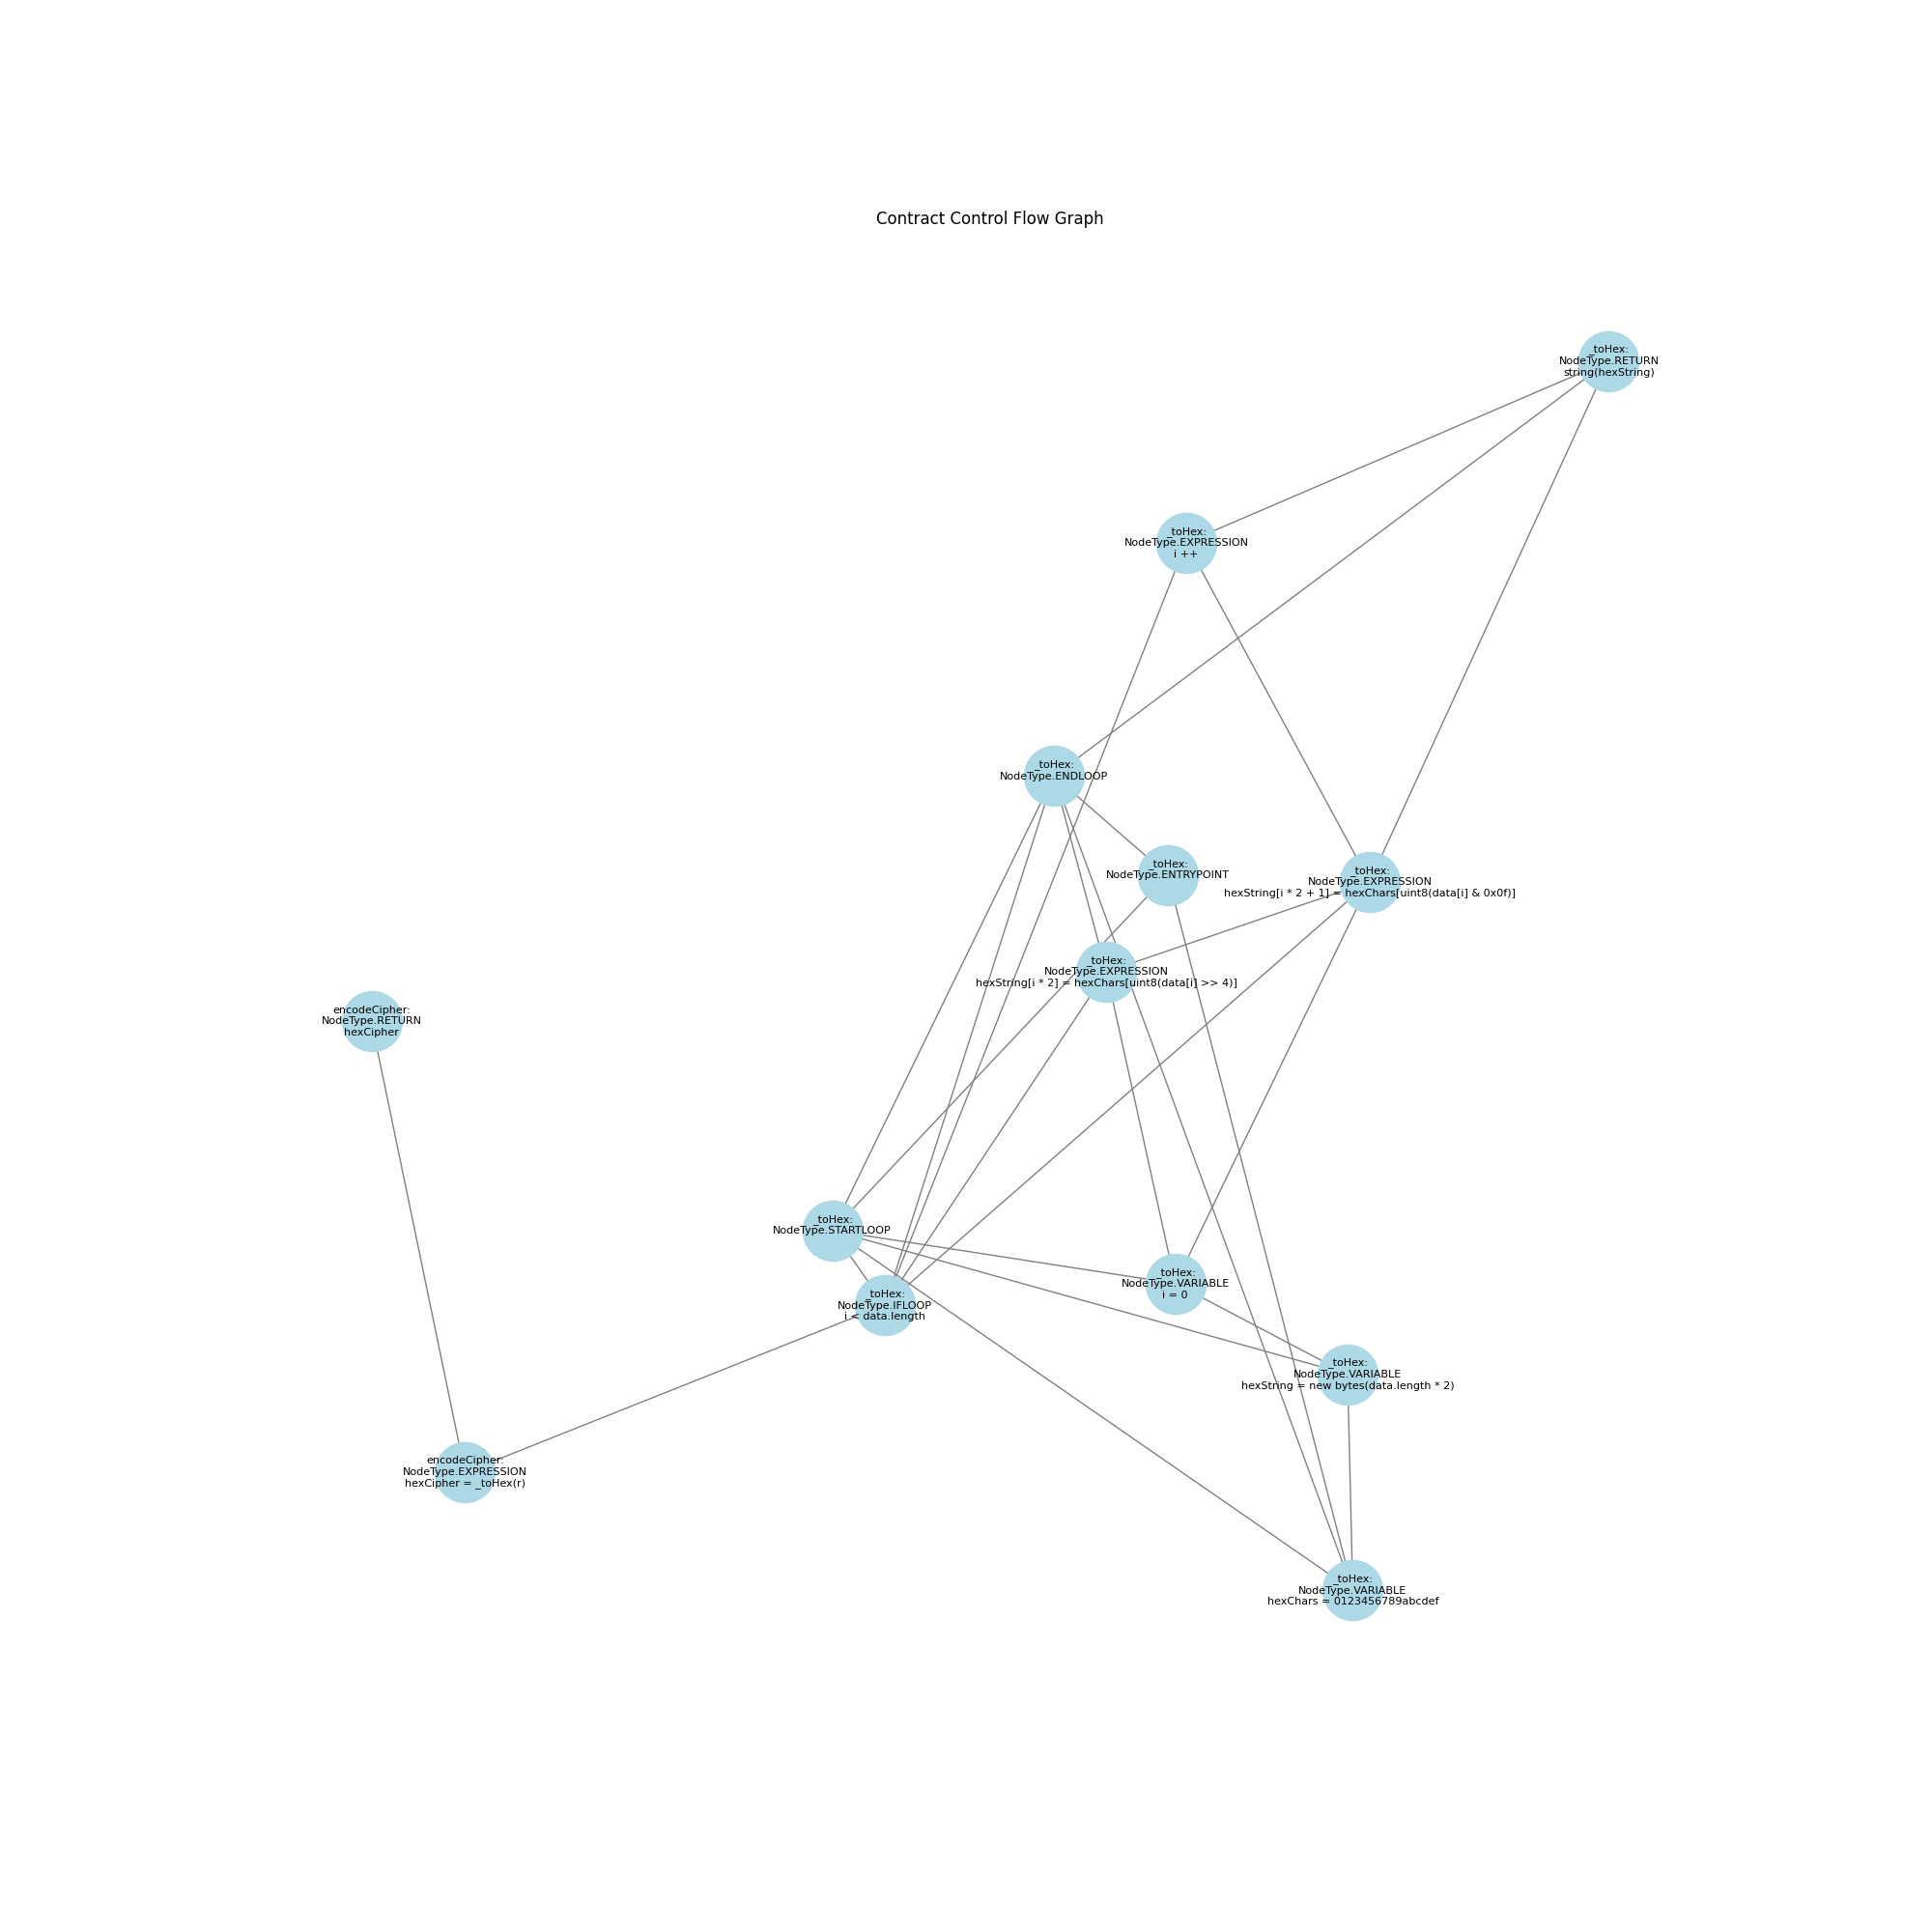 Contract Control Flow Graph
_toHex:
NodeType.RETURN
string(hexString)
_toHex:
NodeType.EXPRESSION
i ++
_toHex:
NodeType.ENDLOOP
_toHex:
NodeType.ENTRYPOINT
_toHex:
NodeType.EXPRESSION
hexString[i * 2 + 1] = hexChars[uint8(data[i] & 0x0f)]
_toHex:
NodeType.EXPRESSION
hexString[i * 2] = hexChars[uint8(data[i] >> 4)]
encodeCipher:
NodeType.RETURN
hexCipher
_toHex:
NodeType.STARTLOOP
_toHex:
NodeType.VARIABLE
i = 0
_toHex:
NodeType.IFLOOP
i < data.length
_toHex:
NodeType.VARIABLE
hexString = new bytes(data.length * 2)
encodeCipher:
NodeType.EXPRESSION
hexCipher = _toHex(r)
_toHex:
NodeType.VARIABLE
hexChars = 0123456789abcdef